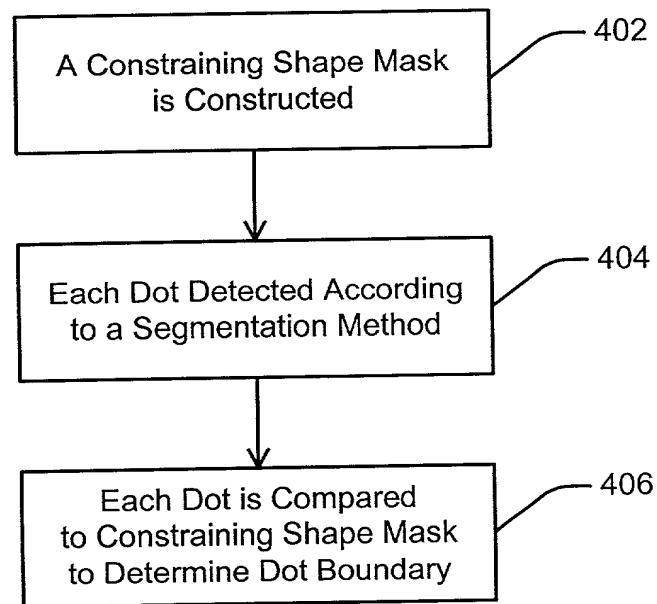 A Constraining Shape Mask
is Constructed
402
Each Dot Detected According
to a Segmentation Method
404
Each Dot is Compared
to Constraining Shape Mask
to Determine Dot Boundary
406